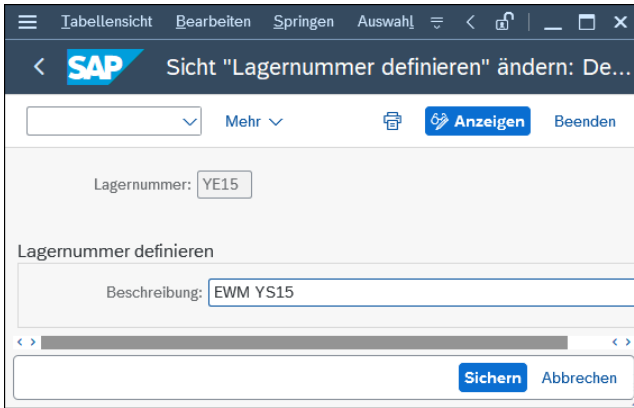 Tabellensicht Bearbeiten Springen Auswahl
SAP Sicht "Lagernummer definieren" ändern: De...
Mehr Anzeigen Beenden
Lagernummer: YE15
Lagernummer definieren
Beschreibung: EWM YS15
Sichern Abbrechen